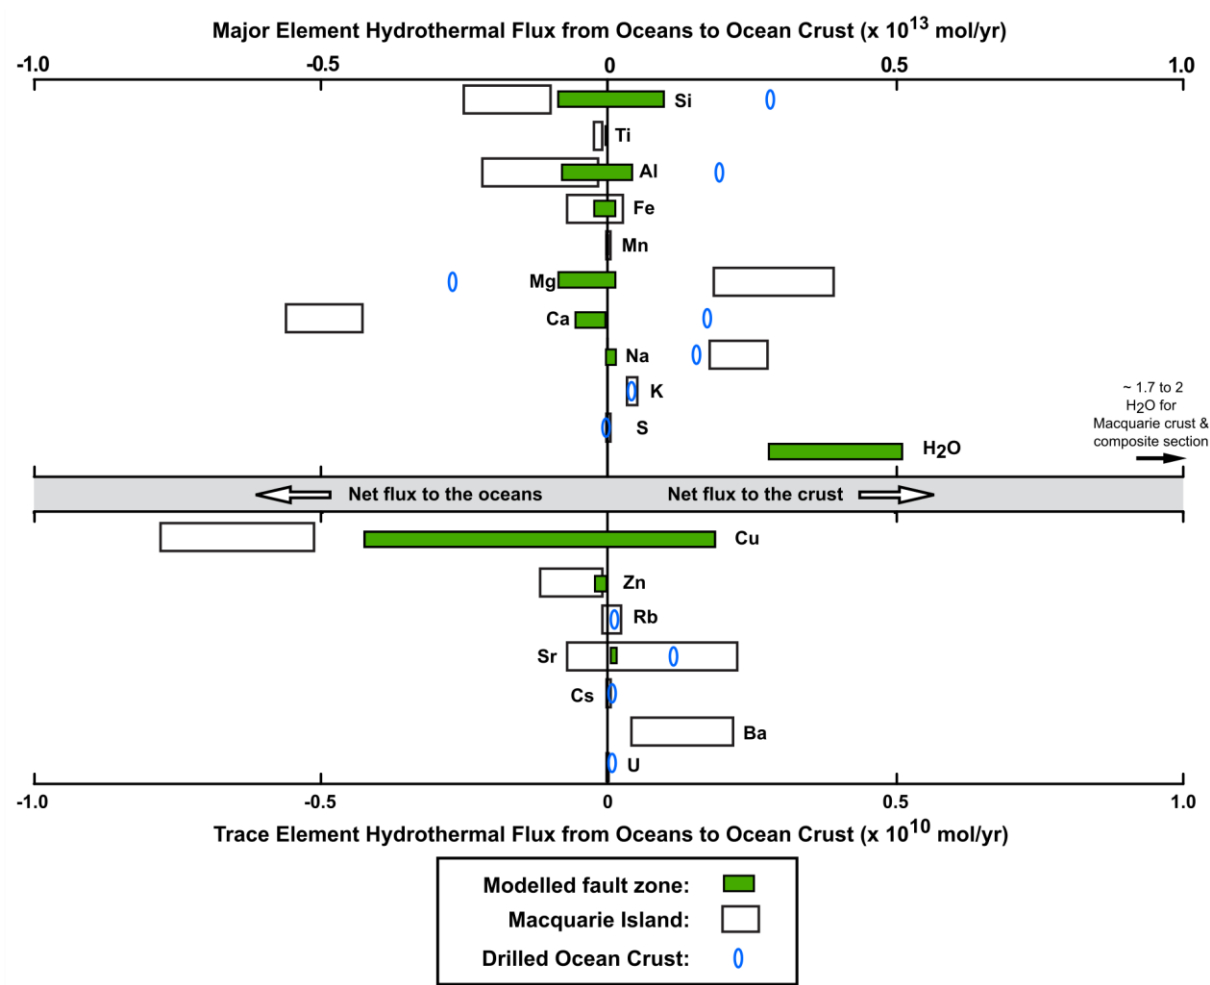 Major Element Hydrothermal Flux from Oceans to Ocean Crust (x 10¹³ mol/yr)
-1.0 -0.5 0 0.5 1.0
Si
Ti
Al
Fe
Mn
Mg
Ca
Na
K
~ 1.7 to 2
H₂O for
Macquarie crust &
composite section
S
H₂O
Net flux to the oceans Net flux to the crust
Cu
Zn
Rb
Sr
Cs
Ba
U
-1.0 -0.5 0 0.5 1.0
Trace Element Hydrothermal Flux from Oceans to Ocean Crust (x 10¹⁰ mol/yr)
Modelled fault zone:
Macquarie Island:
Drilled Ocean Crust: